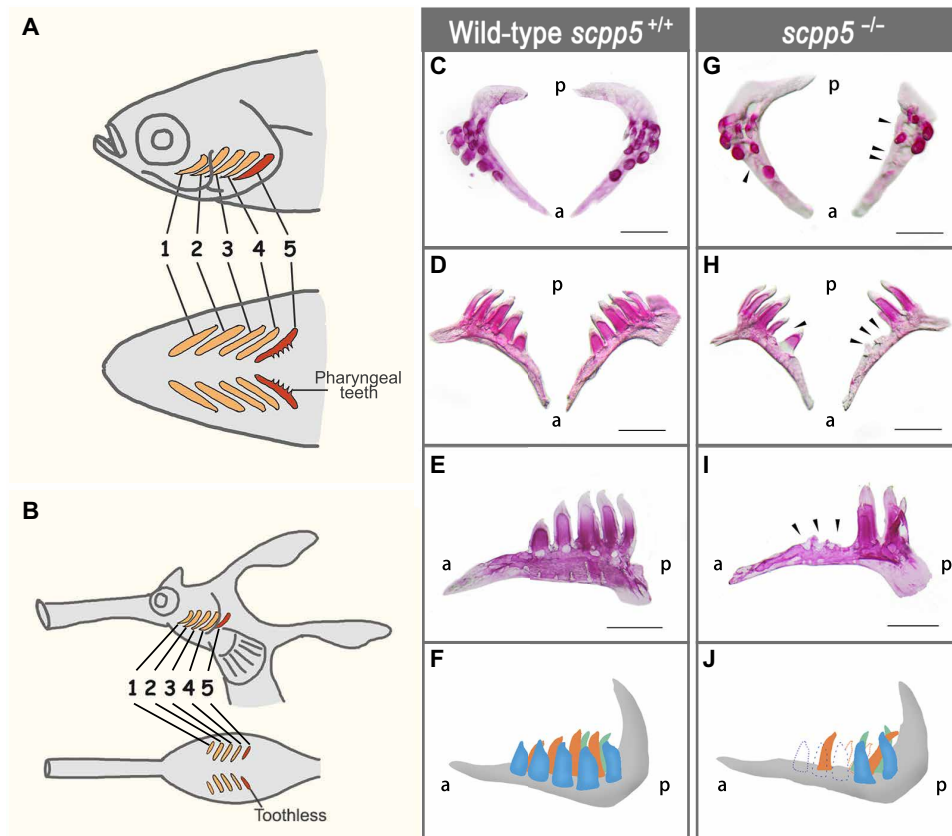 A
1 2 3 4 5
Pharyngeal
teeth
B
1 2 3 4 5
Toothless
Wild-type scpp5 +/+
scpp5 –/–
C
p
a
G
p
a
D
p
a
H
p
a
E
a
p
I
a
p
F
a
p
J
a
p